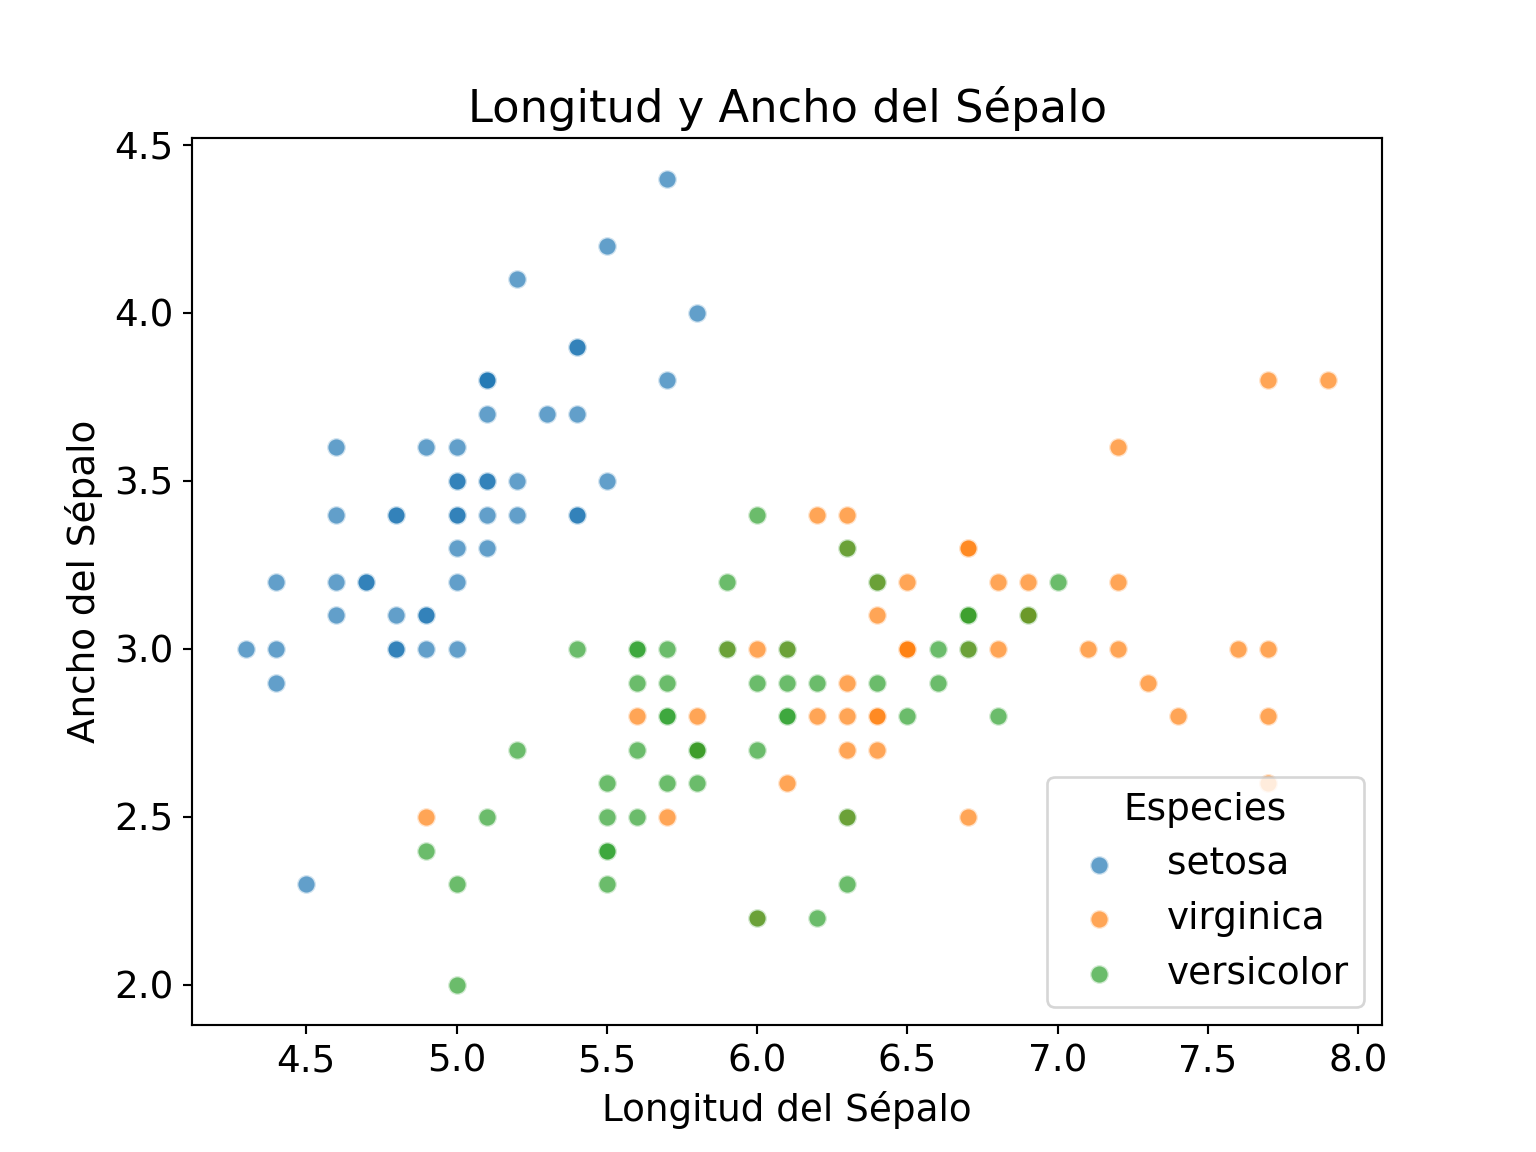 Longitud y Ancho del Sépalo
4.5
4.0
3.5
3.0
2.5
2.0
Ancho del Sépalo
Especies
setosa
virginica
versicolor
4.5 5.0 5.5 6.0 6.5 7.0 7.5 8.0
Longitud del Sépalo